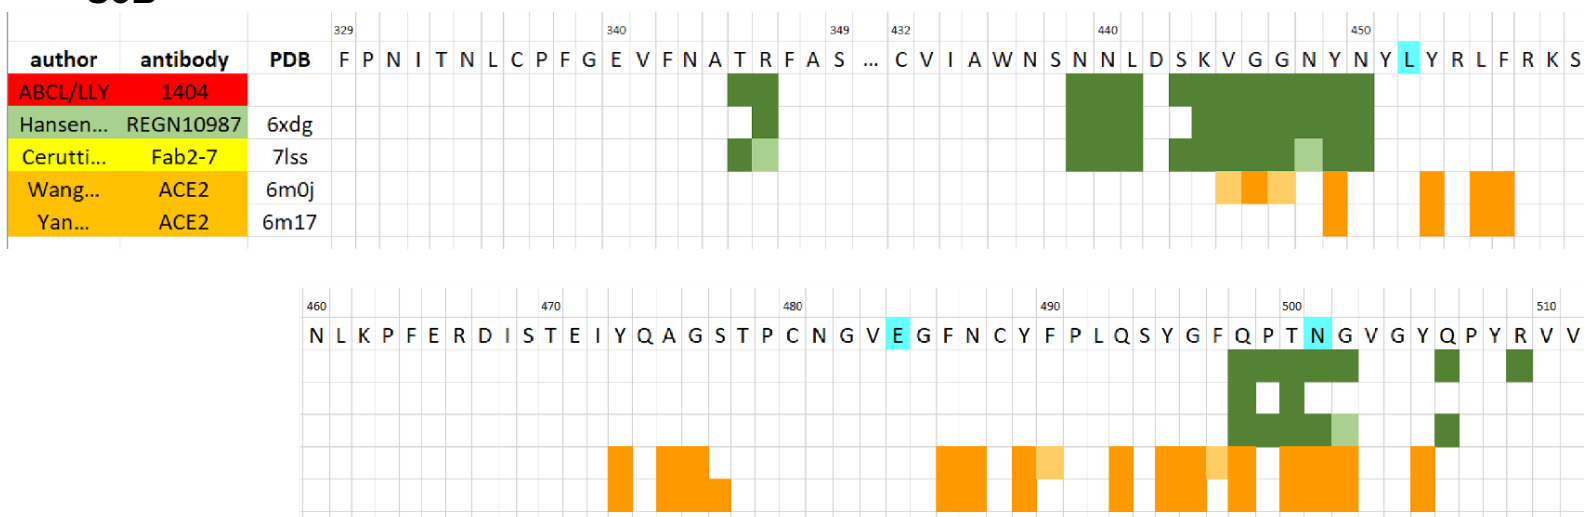 329 340 349 432 440 450
author antibody PDB F P N I T N L C P F G E V F N A T R F A S ... C V I A W N S N N L D S K V G G N Y N Y L Y R L F R K S
ABCL/LLY 1404
Hansen... REGN10987 6xdg
Cerutti... Fab2-7 7lss
Wang... ACE2 6m0j
Yan... ACE2 6m17
460 470 480 490 500 510
N L K P F E R D I S T E I Y Q A G S T P C N G V E G F N C Y F P L Q S Y G F Q P T N G V G Y Q P Y R V V